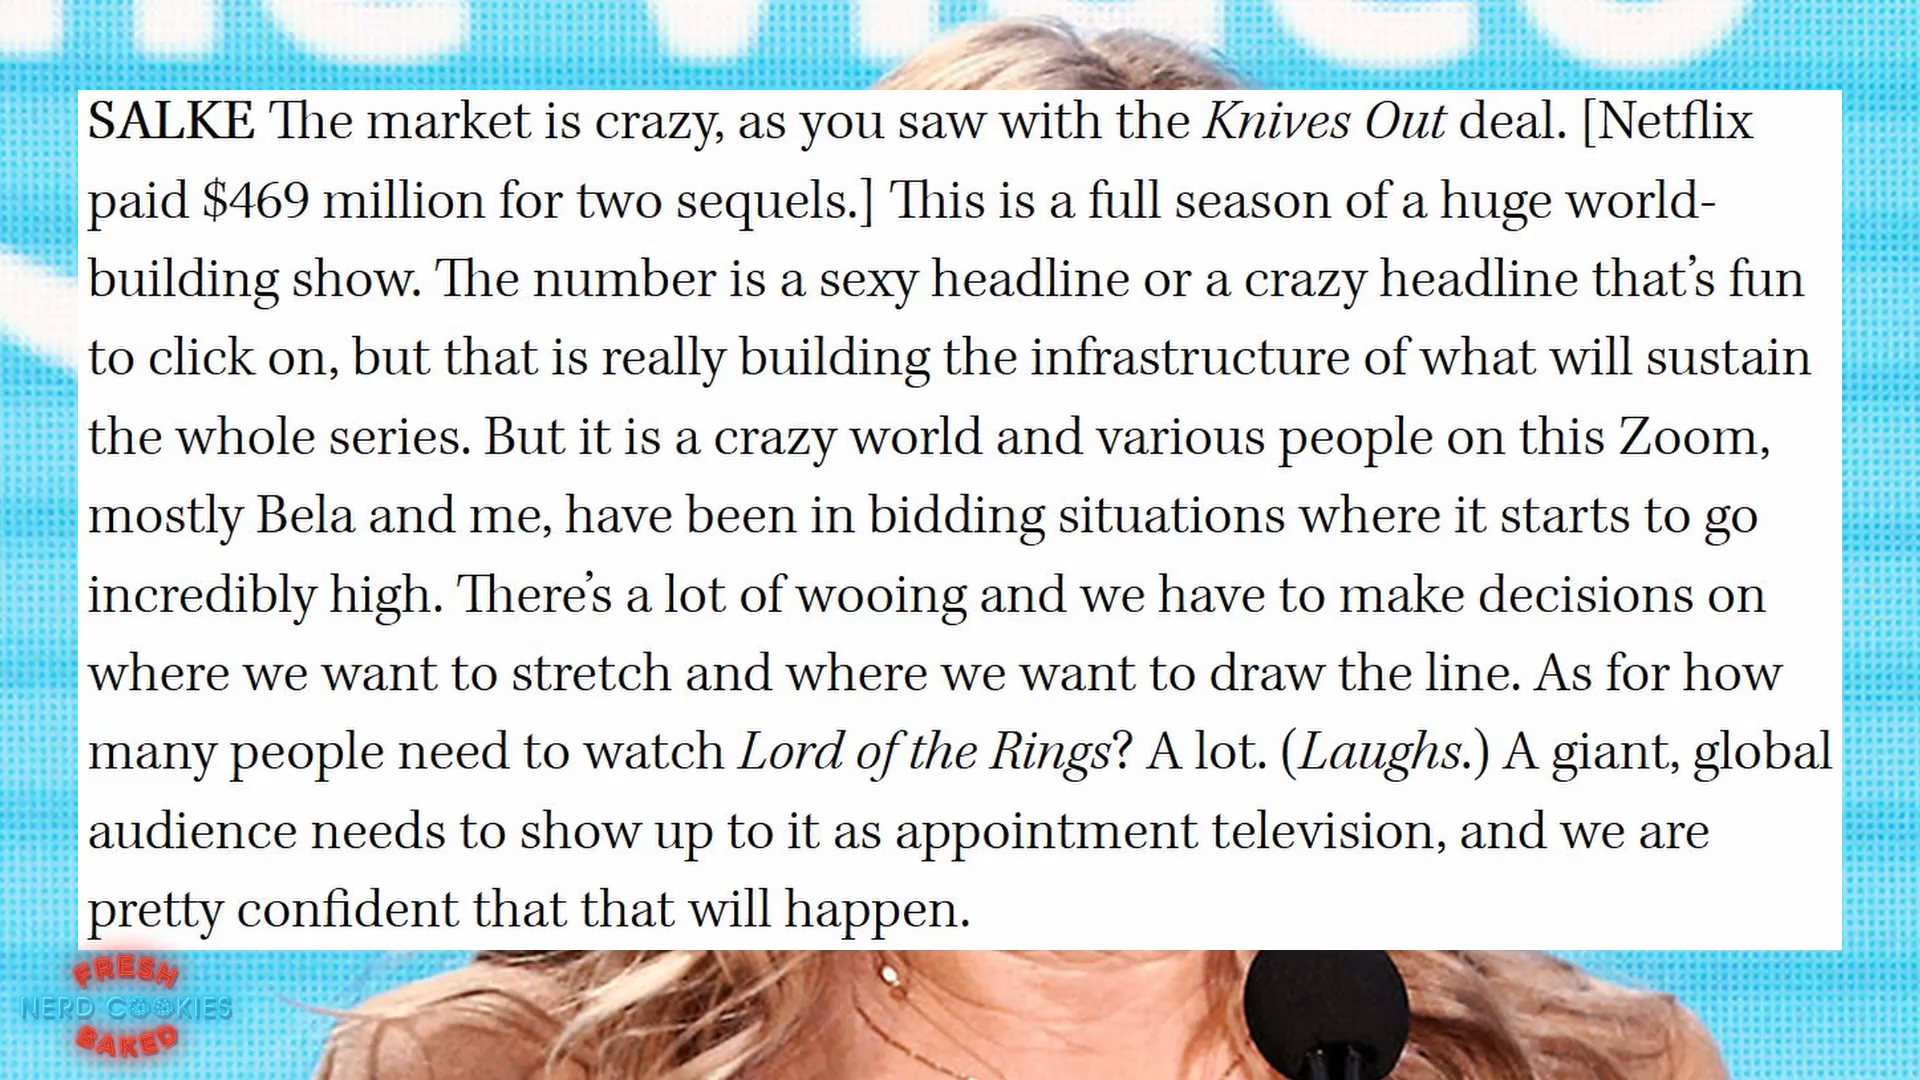 SALKE The market is crazy, as you saw with the Knives Out deal. [Netflix
paid $469 million for two sequels.] This is a full season of a huge world-
building show. The number is a sexy headline or a crazy headline that’s fun
to click on, but that is really building the infrastructure of what will sustain
the whole series. But it is a crazy world and various people on this Zoom,
mostly Bela and me, have been in bidding situations where it starts to go
incredibly high. There’s a lot of wooing and we have to make decisions on
where we want to stretch and where we want to draw the line. As for how
many people need to watch Lord of the Rings? A lot. (Laughs.) A giant, global
audience needs to show up to it as appointment television, and we are
pretty confident that that will happen.
FRESH
NERD COOKIES
BAKED